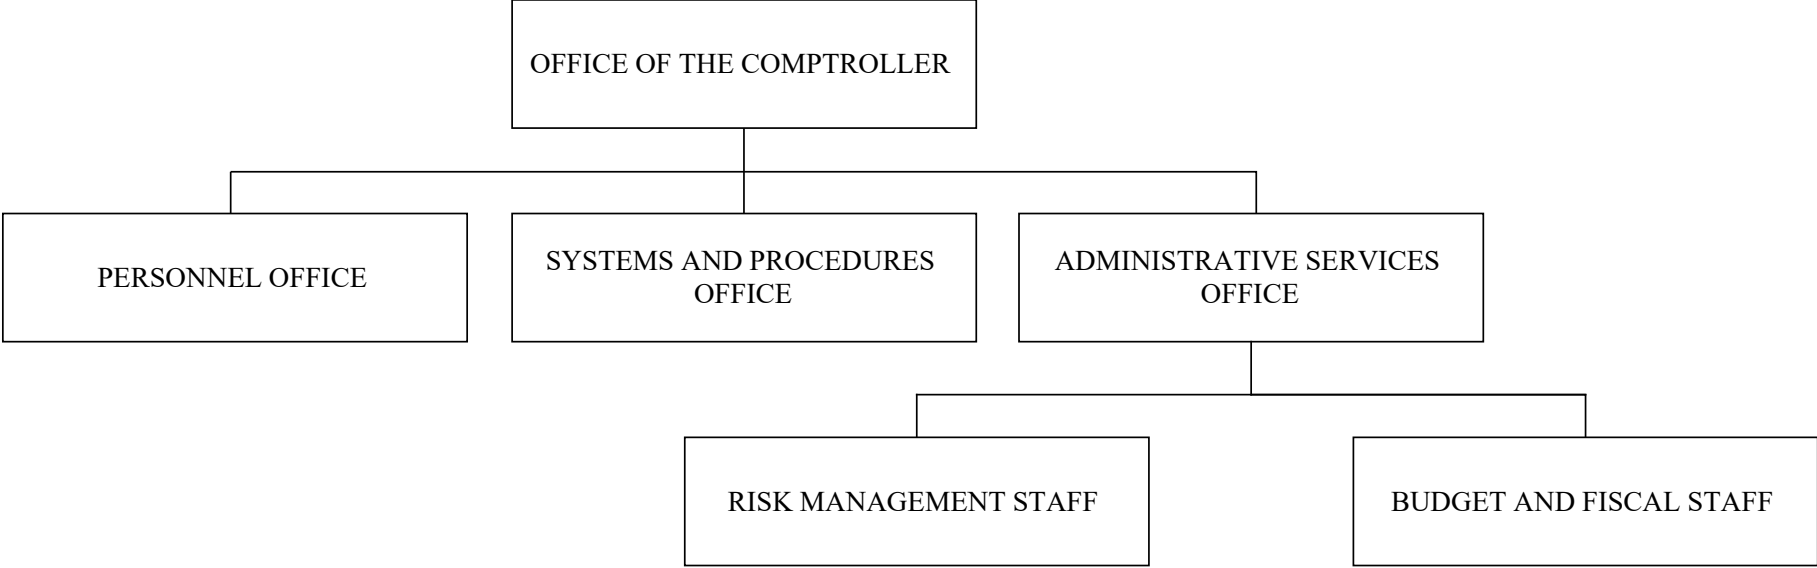 OFFICE OF THE COMPTROLLER
PERSONNEL OFFICE
SYSTEMS AND PROCEDURES
OFFICE
ADMINISTRATIVE SERVICES
OFFICE
RISK MANAGEMENT STAFF
BUDGET AND FISCAL STAFF